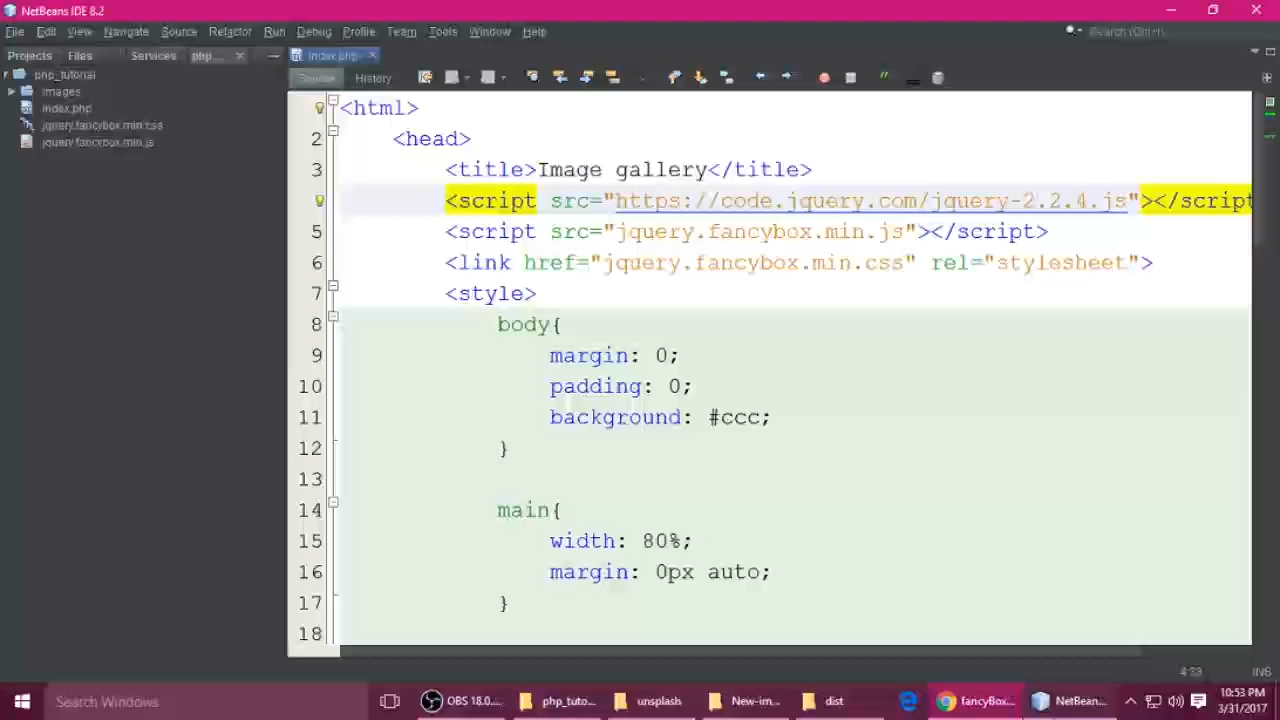 NetBeans IDE 8.2
File Edit View Navigate Source Refactor Run Debug Profile Team Tools Window Help
Search (Ctrl+I)
Projects Files Services php...
index.php
Source History
php_tutorial
images
index.php
jquery.fancybox.min.css
jquery.fancybox.min.js
<html>
2 <head>
3 <title>Image gallery</title>
<script src="https://code.jquery.com/jquery-2.2.4.js"></script
5 <script src="jquery.fancybox.min.js"></script>
6 <link href="jquery.fancybox.min.css" rel="stylesheet">
7 <style>
8 body{
9 margin: 0;
10 padding: 0;
11 background: #ccc;
12 }
13
14 main{
15 width: 80%;
16 margin: 0px auto;
17 }
18
4:33 INS
Search Windows
OBS 18.0....
php_tuto...
unsplash
New-im...
dist
fancyBox...
NetBean...
10:53 PM
3/31/2017